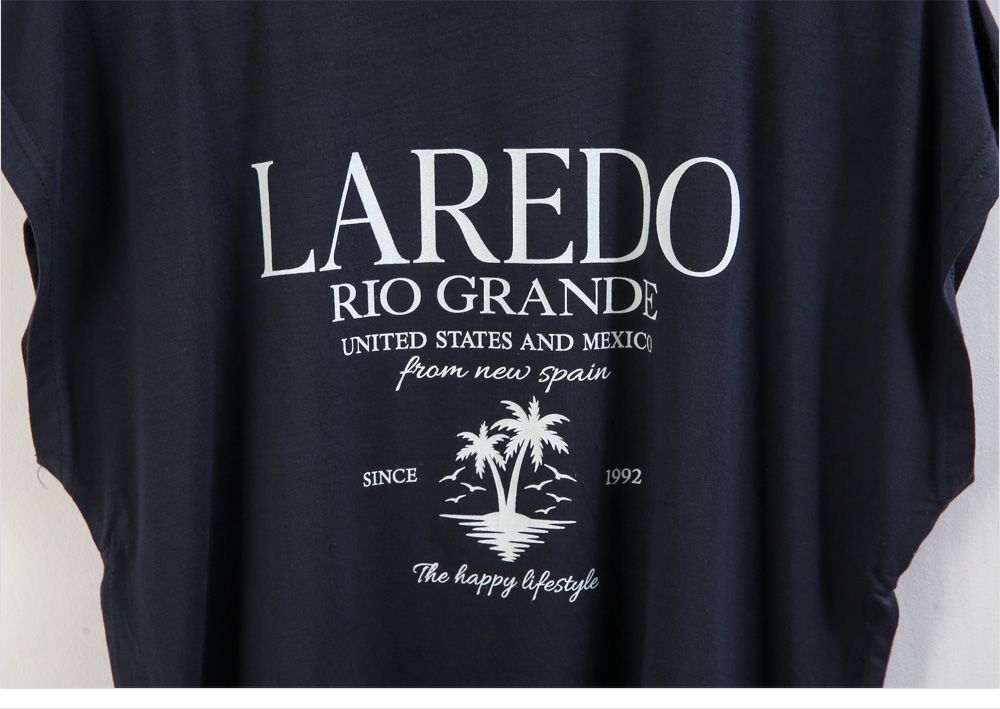 LAREDO
RIO GRANDE
UNITED STATES AND MEXICO
from new spain
SINCE 1992
The happy lifestyle